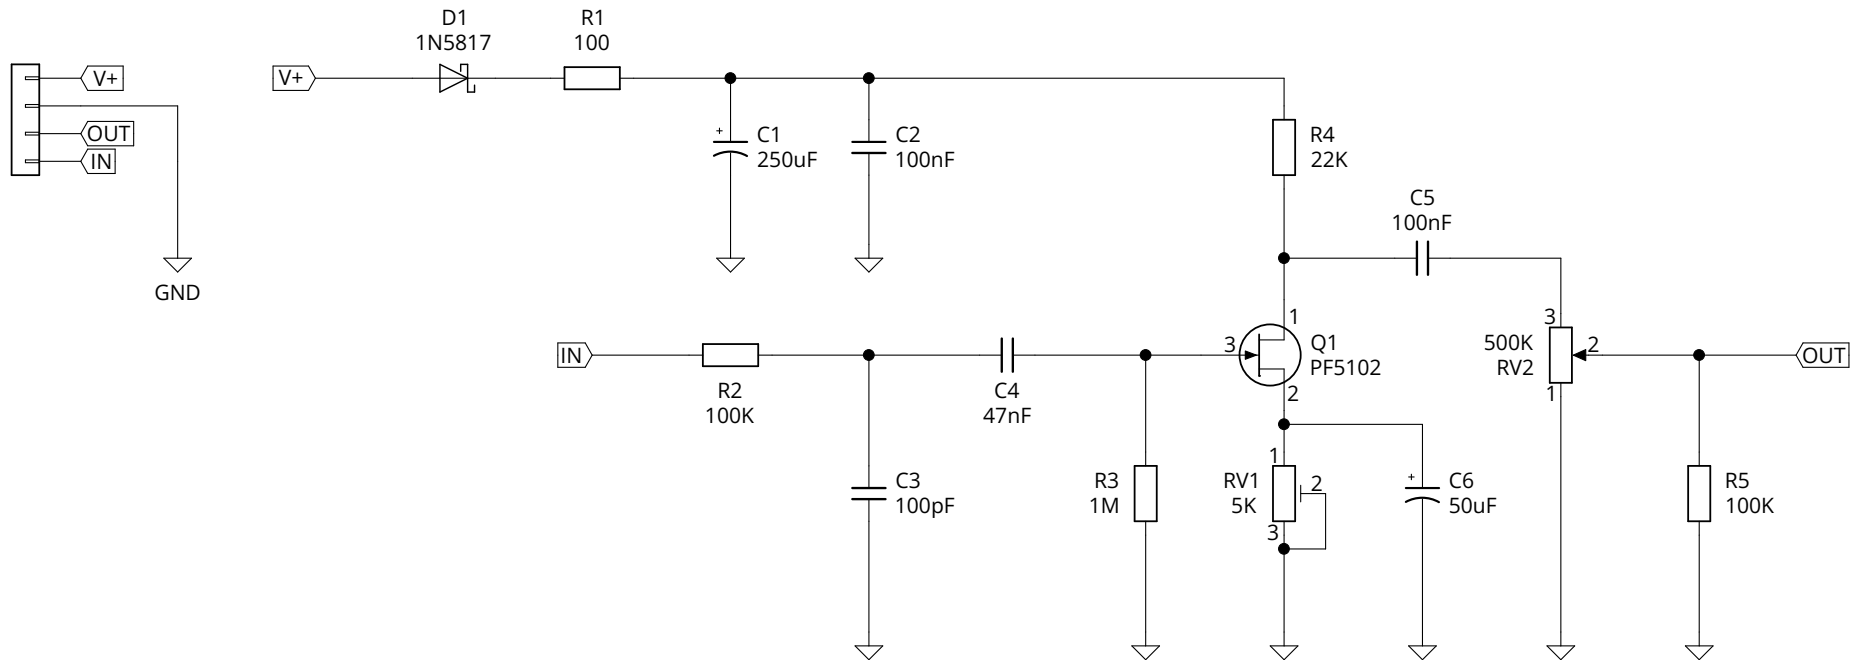 D1
1N5817
R1
100
V+
V+
OUT
IN
GND
+
C1
250uF
C2
100nF
R4
22K
C5
100nF
IN
R2
100K
C4
47nF
1
3
Q1
PF5102
2
3
500K
RV2
2
1
OUT
C3
100pF
R3
1M
1
RV1
5K
2
3
+
C6
50uF
R5
100K